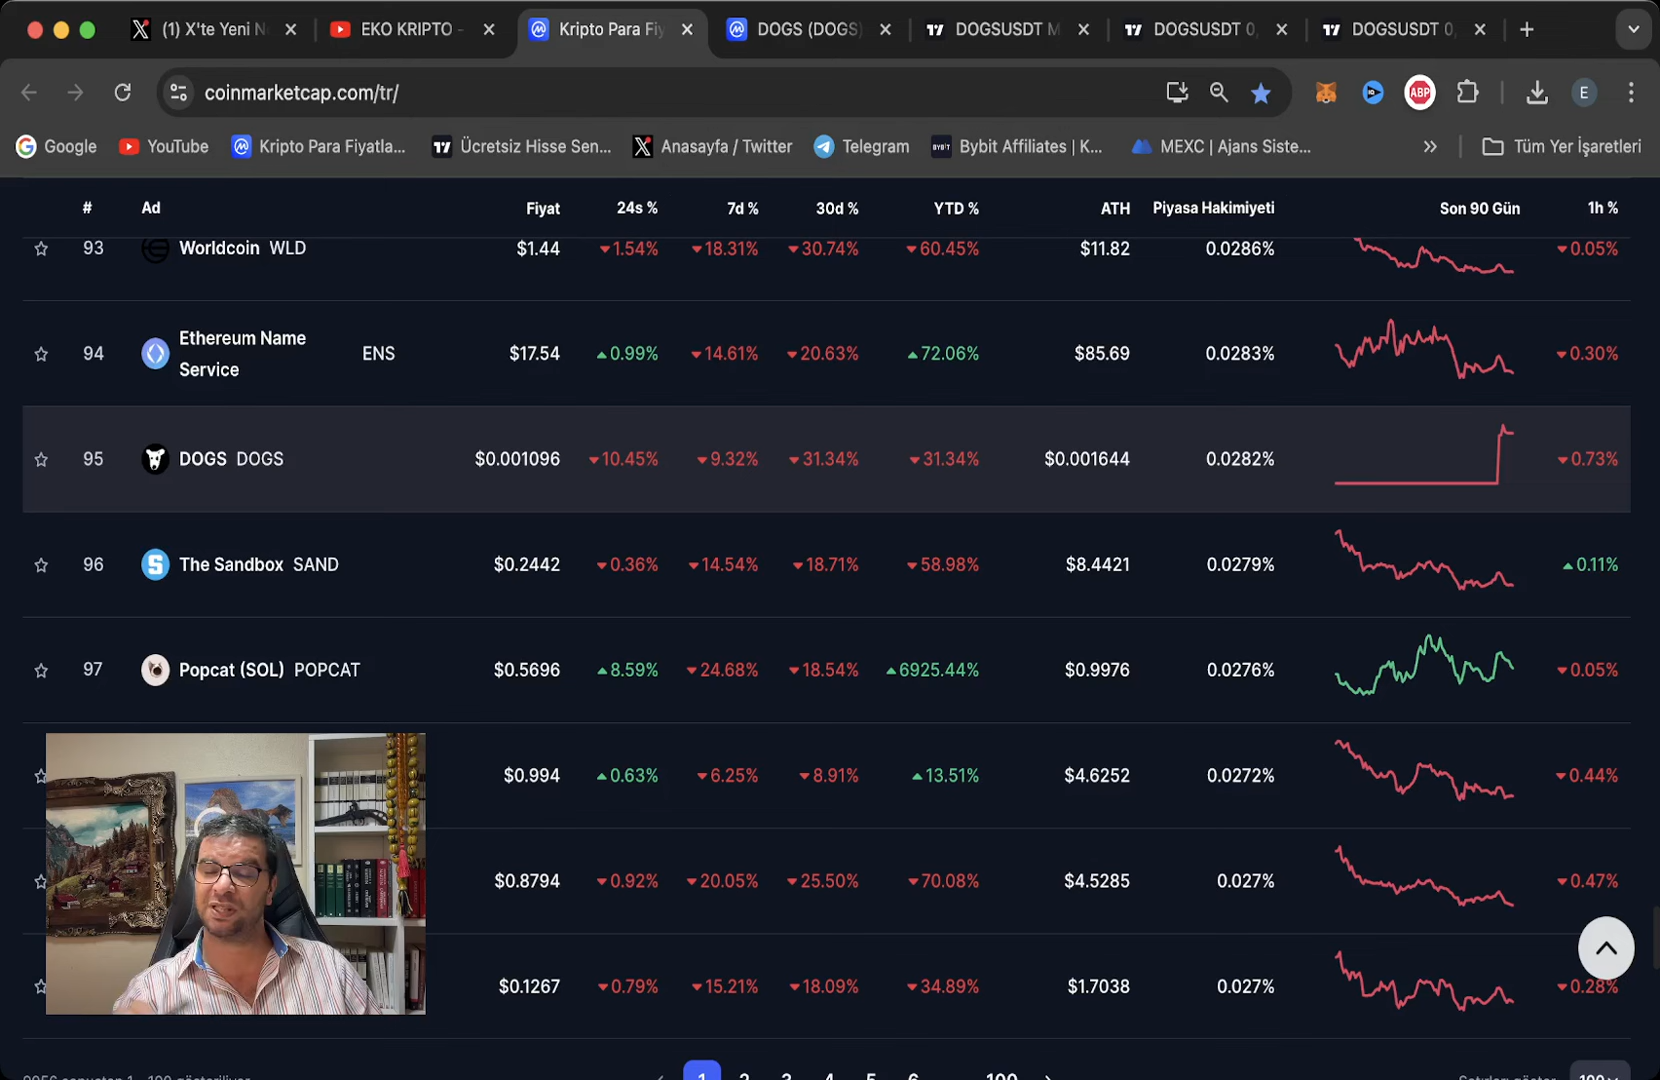 (1) X'te Yeni N
EKO KRİPTO -
Kripto Para Fiy
DOGS (DOGS)
DOGSUSDT M
DOGSUSDT 0,
DOGSUSDT 0,
coinmarketcap.com/tr/
ABP
E
Google
YouTube
Kripto Para Fiyatla...
Ücretsiz Hisse Sen...
Anasayfa / Twitter
Telegram
BYBIT
Bybit Affiliates | K...
MEXC | Ajans Siste...
Tüm Yer İşaretleri
# Ad Fiyat 24s % 7d % 30d % YTD % ATH Piyasa Hakimiyeti Son 90 Gün 1h %
93 Worldcoin WLD $1.44 1.54% 18.31% 30.74% 60.45% $11.82 0.0286% 0.05%
94 Ethereum Name Service ENS $17.54 0.99% 14.61% 20.63% 72.06% $85.69 0.0283% 0.30%
95 DOGS DOGS $0.001096 10.45% 9.32% 31.34% 31.34% $0.001644 0.0282% 0.73%
96 The Sandbox SAND $0.2442 0.36% 14.54% 18.71% 58.98% $8.4421 0.0279% 0.11%
97 Popcat (SOL) POPCAT $0.5696 8.59% 24.68% 18.54% 6925.44% $0.9976 0.0276% 0.05%
$0.994 0.63% 6.25% 8.91% 13.51% $4.6252 0.0272% 0.44%
$0.8794 0.92% 20.05% 25.50% 70.08% $4.5285 0.027% 0.47%
$0.1267 0.79% 15.21% 18.09% 34.89% $1.7038 0.027% 0.28%
1 2 3 4 5 6 ... 100